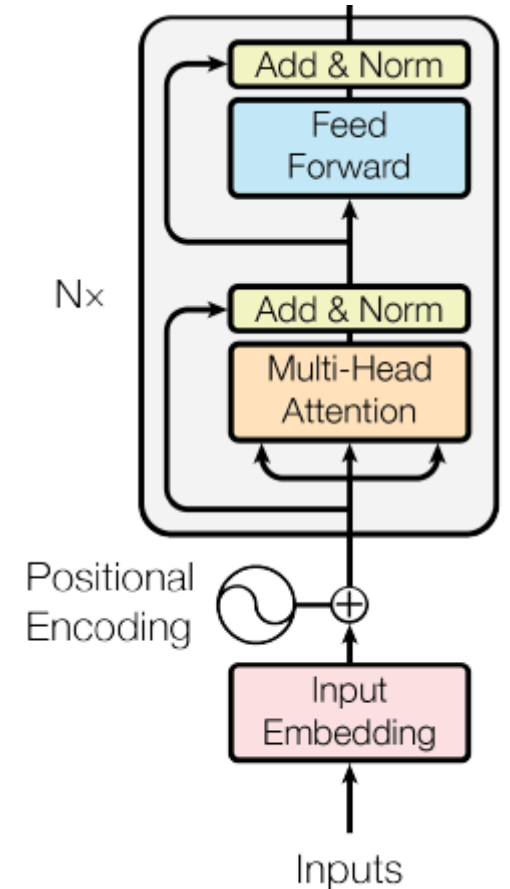 Add & Norm
Feed
Forward
Nx
Add & Norm
Multi-Head
Attention
Positional
Encoding
Input
Embedding
Inputs